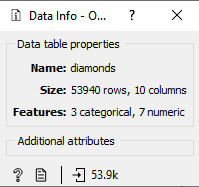 Data Info - O...
Data table properties
Name: diamonds
Size: 53940 rows, 10 columns
Features: 3 categorical, 7 numeric
Additional attributes
? 53.9k